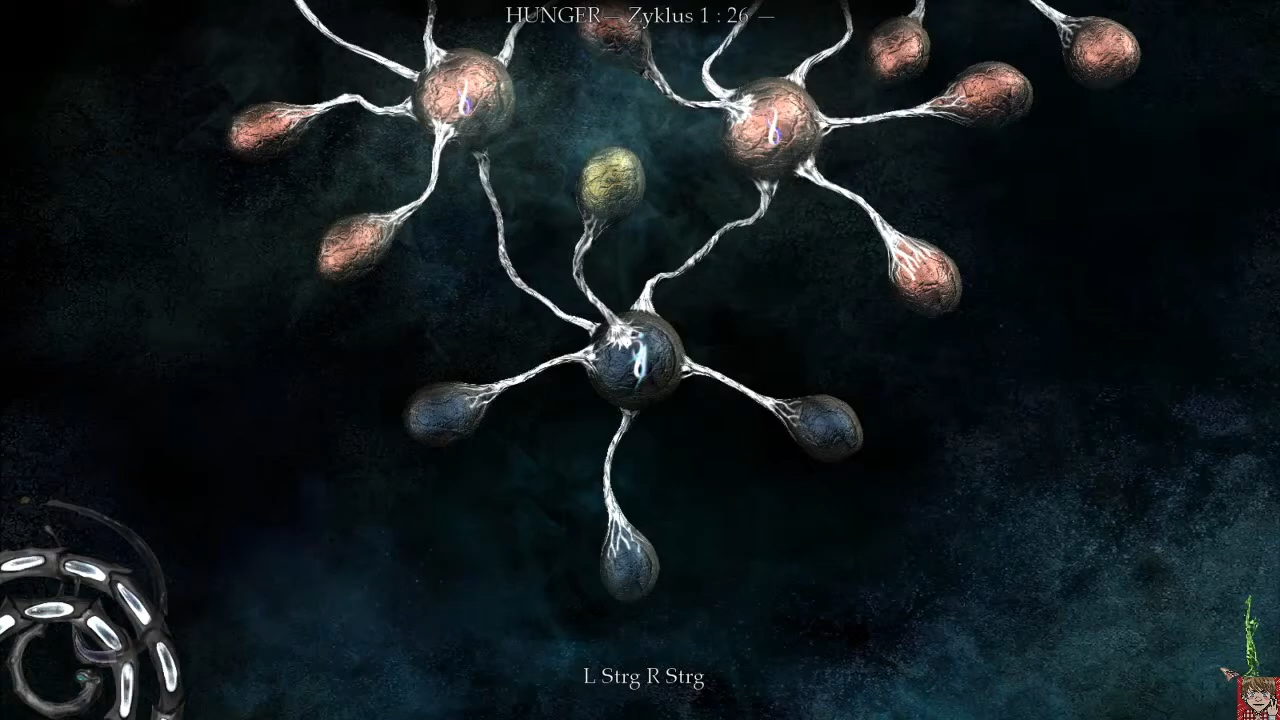 HUNGER — Zyklus 1 : 26 —
L Strg R Strg